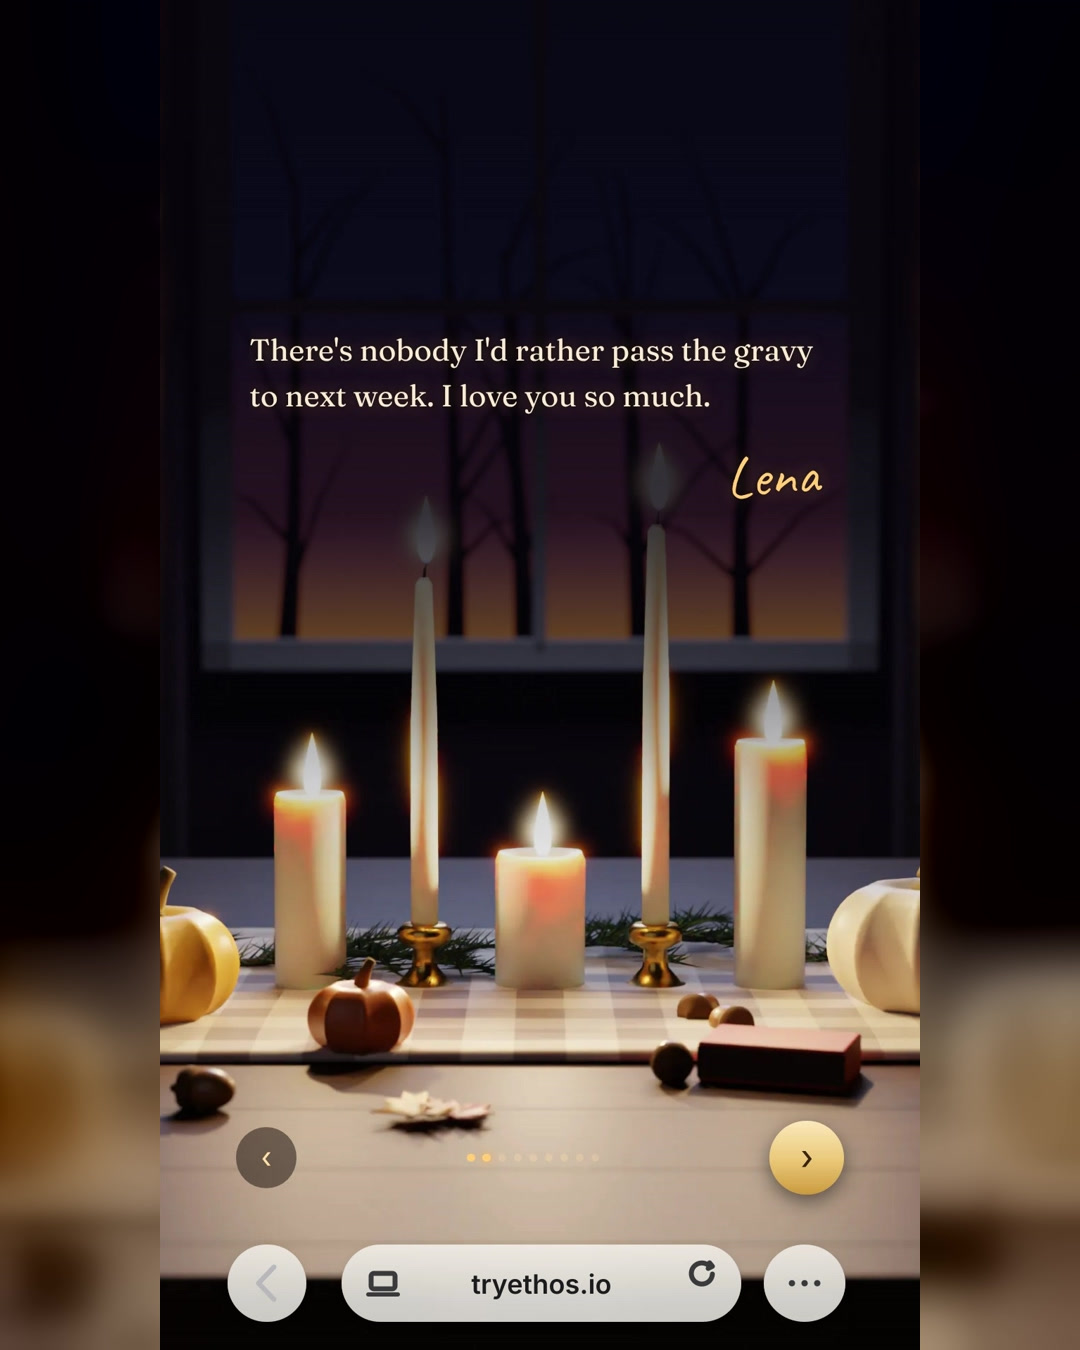 There's nobody I'd rather pass the gravy
to next week. I love you so much.
Lena
tryethos.io